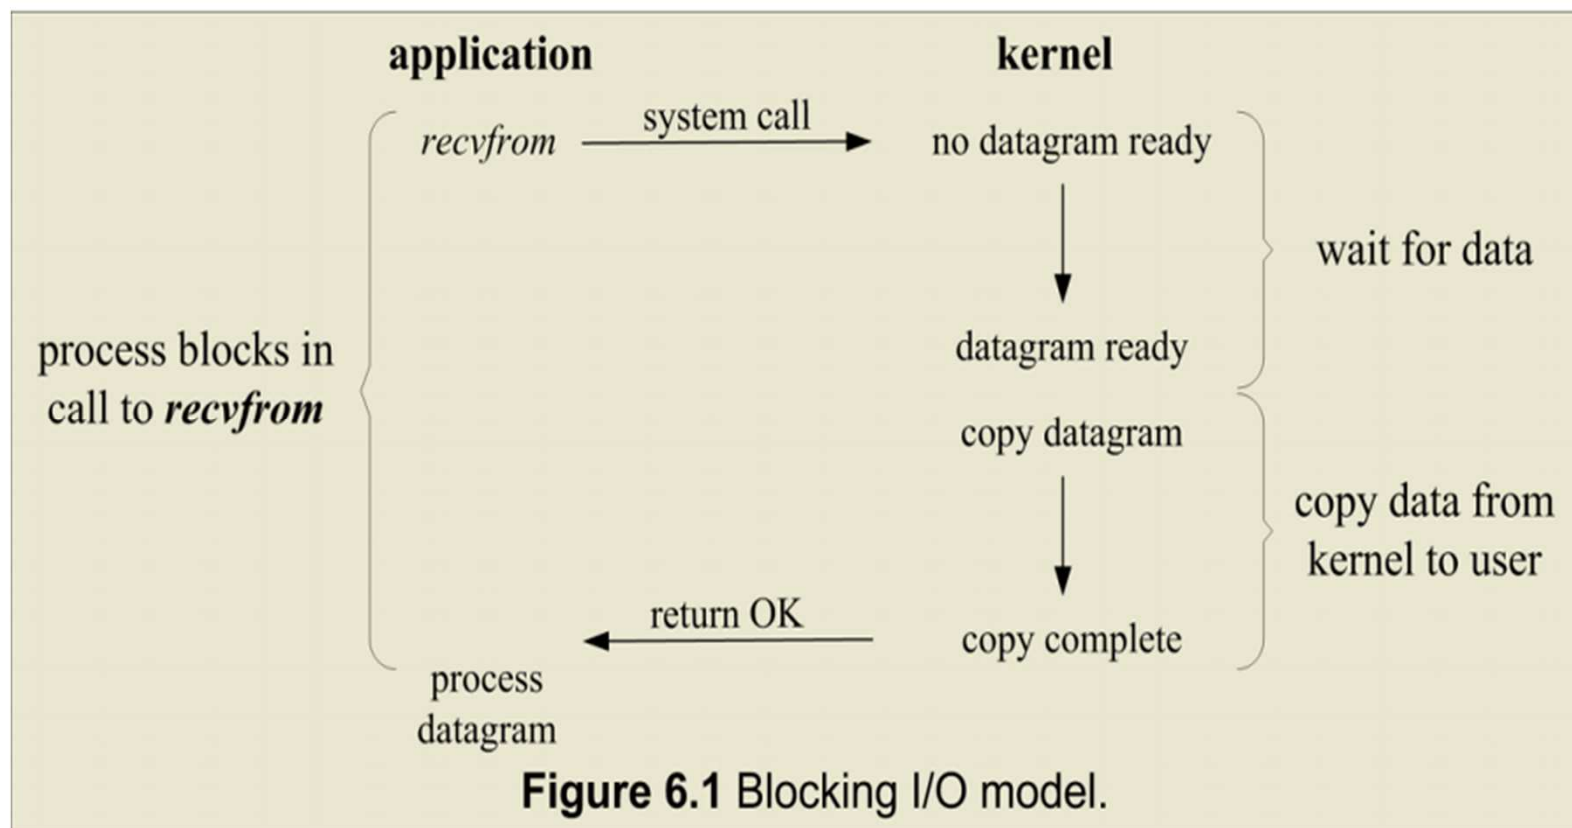 application
kernel
recvfrom
system call
no datagram ready
wait for data
datagram ready
process blocks in
call to recvfrom
copy datagram
copy data from
kernel to user
return OK
copy complete
process
datagram
Figure 6.1 Blocking I/O model.